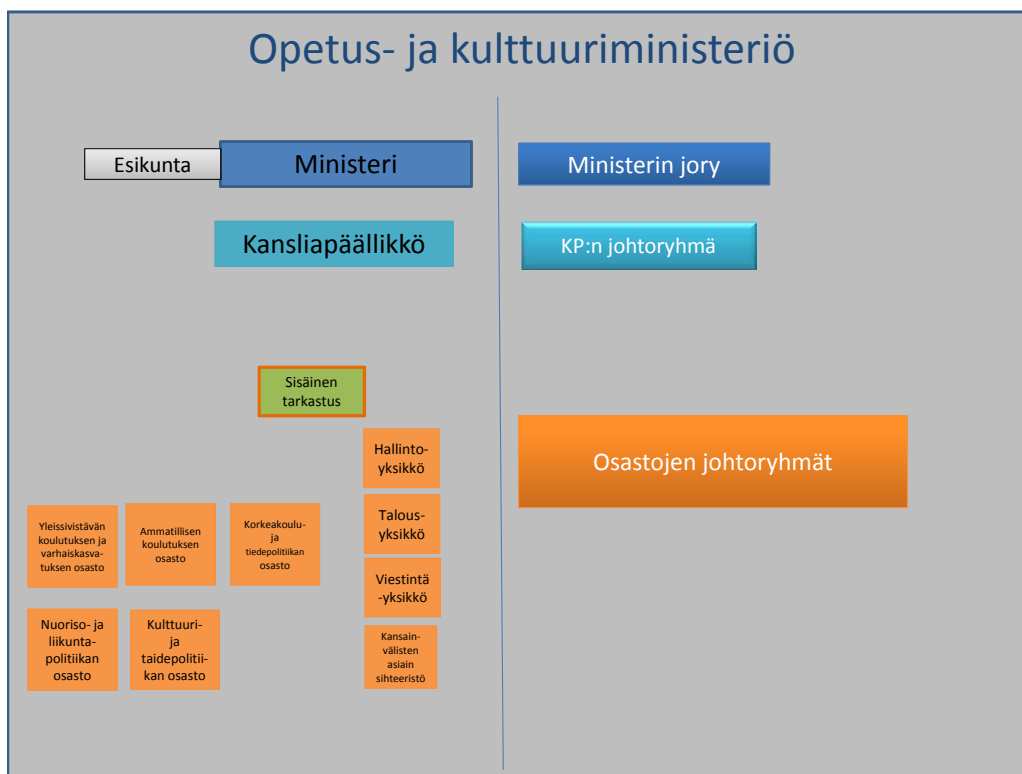 Opetus- ja kulttuuriministeriö
Esikunta
Ministeri
Ministerin jory
Kansliapäällikkö
KP:n johtoryhmä
Sisäinen
tarkastus
Hallinto-
yksikkö
Osastojen johtoryhmät
Talous-
yksikkö
Yleissivistävän
koulutuksen ja
varhaiskasva-
tuksen osasto
Ammatillisen
koulutuksen
osasto
Korkeakoulu-
ja
tiedepolitiikan
osasto
Viestintä
-yksikkö
Nuoriso- ja
liikunta-
politiikan
osasto
Kulttuuri-
ja
taidepolitii-
kan osasto
Kansain-
välisten
asiain
sihteeristö